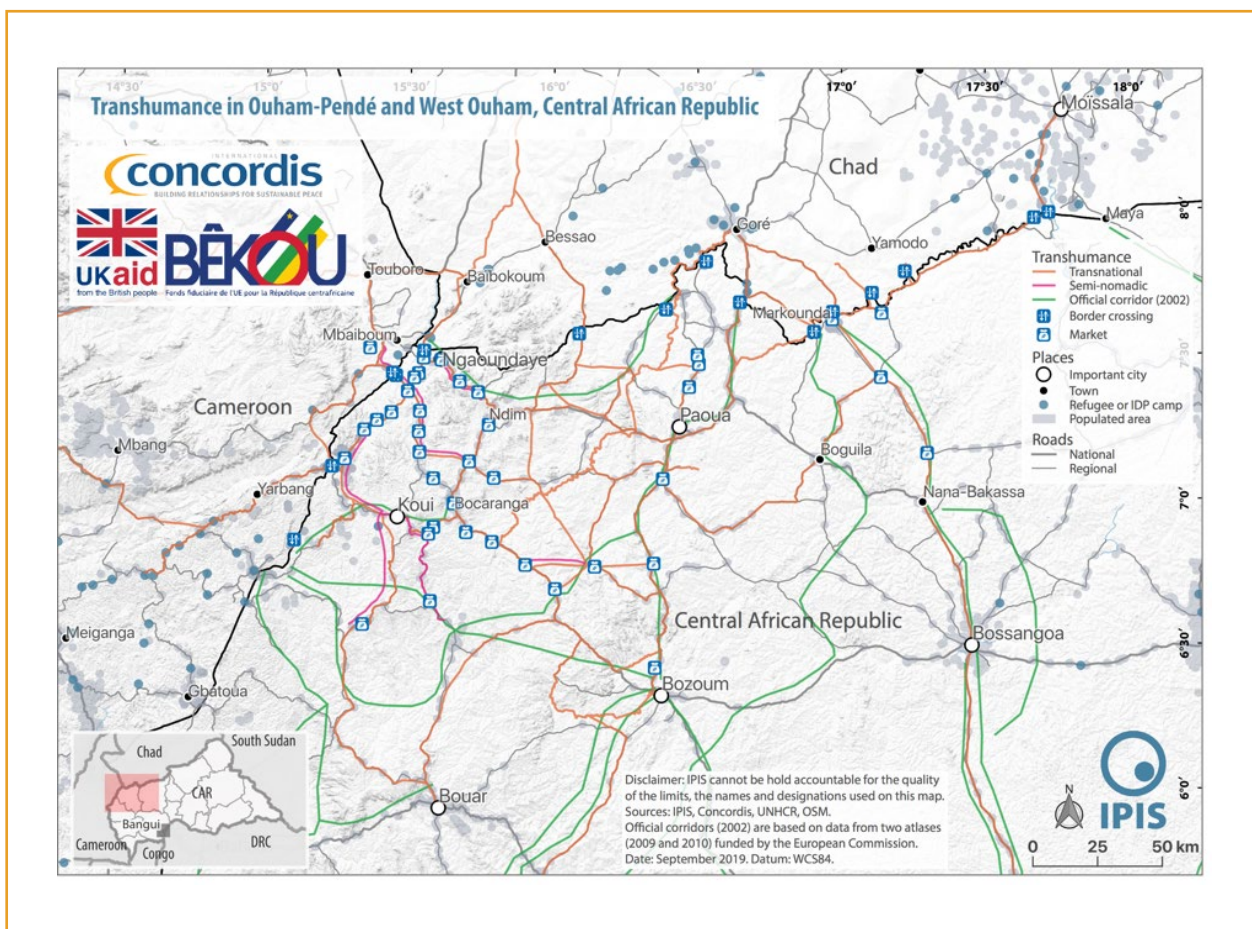 14°30' 15°0' 15°30' 16°0' 16°30' 17°0' 17°30' 18°0'
Transhumance in Ouham-Pendé and West Ouham, Central African Republic
INTERNATIONAL
concordis
BUILDING RELATIONSHIPS FOR SUSTAINABLE PEACE
UKaid
from the British people
BÊKOU
Fonds fiduciaire de l'UE pour la République centrafricaine
Moïssala
Chad
8°0'
Maya
Goré
Yamodo
Bessao
Touboro
Baïbokoum
Transhumance
Transnational
Semi-nomadic
Official corridor (2002)
Border crossing
Market
Places
Important city
Town
Refugee or IDP camp
Populated area
Roads
National
Regional
Markounda
Mbaiboum
Ngaoundaye
7°30'
Cameroon
Ndim
Paoua
Mbang
Boguila
Yarbang
Nana-Bakassa
7°0'
Koui
Bocaranga
Central African Republic
Meiganga
Bossangoa
6°30'
Gbatoua
Bozoum
Bouar
6°0'
Chad
South Sudan
CAR
Bangui
Cameroon
Congo
DRC
Disclaimer: IPIS cannot be held accountable for the quality
of the limits, the names and designations used on this map.
Sources: IPIS, Concordis, UNHCR, OSM.
Official corridors (2002) are based on data from two atlases
(2009 and 2010) funded by the European Commission.
Date: September 2019. Datum: WCS84.
N
IPIS
0 25 50 km